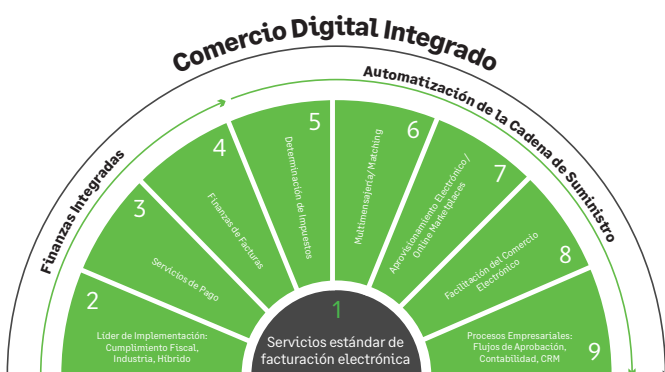 Comercio Digital Integrado
Finanzas Integradas
Automatización de la Cadena de Suministro
1
Servicios estándar de
facturación electrónica
2
Líder de Implementación:
Cumplimiento Fiscal,
Industria, Híbrido
3
Servicios de Pago
4
Finanzas de Facturas
5
Determinación de Impuestos
6
Multimensajería/Matching
7
Aprovisionamiento Electrónico/
Online Marketplaces
8
Facilitación del Comercio
Electrónico
9
Procesos Empresariales:
Flujos de Aprobación,
Contabilidad, CRM